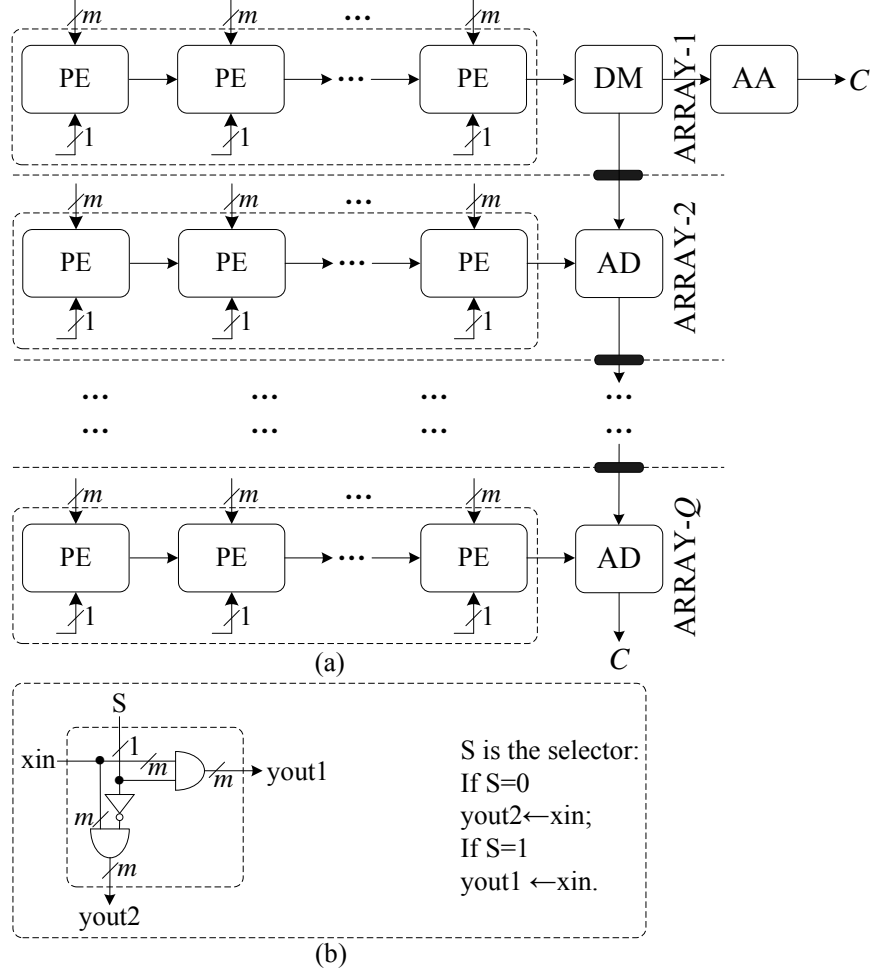 m m ... m
PE PE ... PE DM AA C
1 1 1
ARRAY-1
m m ... m
PE PE ... PE AD
1 1 1
ARRAY-2
... ... ... ...
... ... ... ...
m m ... m
PE PE ... PE AD
1 1 1
ARRAY-Q
(a)
C
S
1
xin m m yout1
m
m
yout2
S is the selector:
If S=0
yout2←xin;
If S=1
yout1 ←xin.
(b)